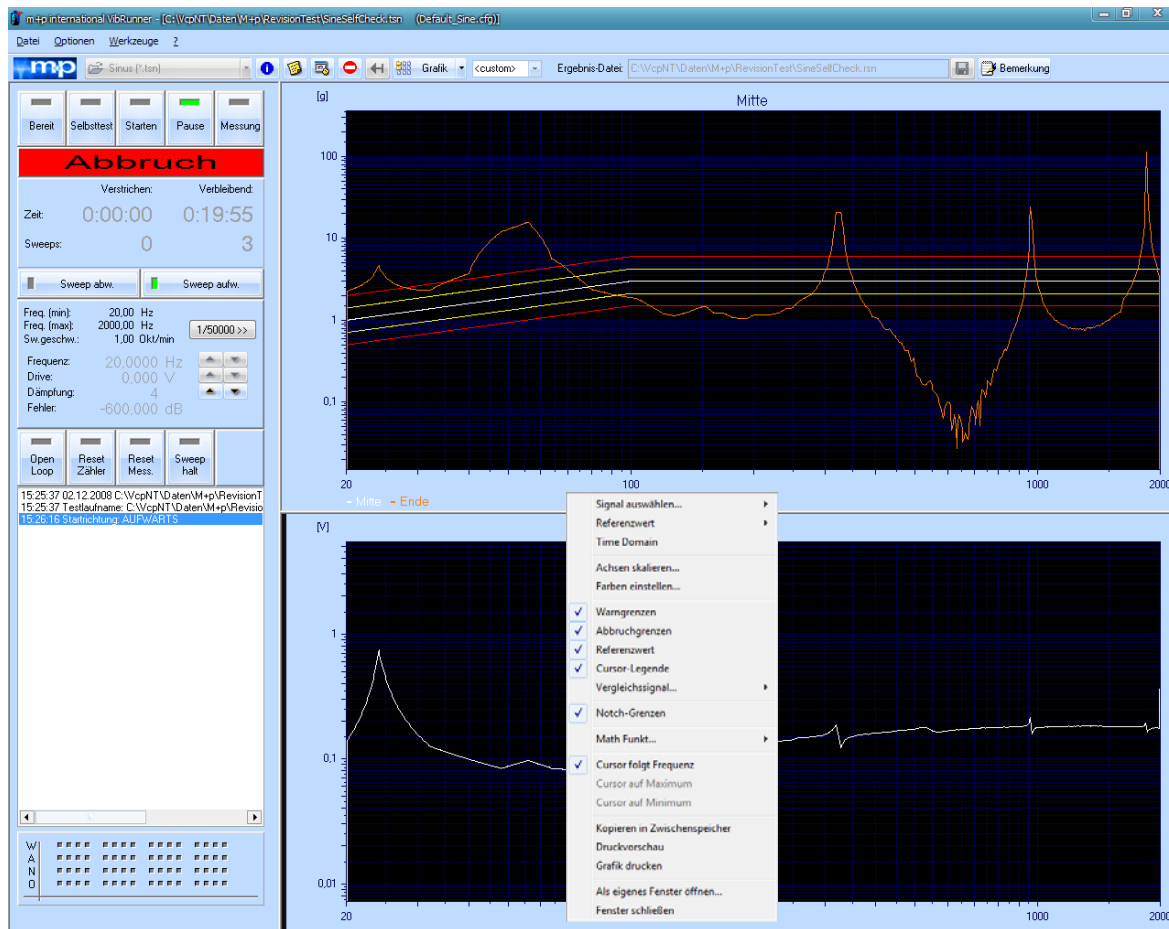 m+p international VibRunner - [C:\VcpNT\Daten\M+p\RevisionTest\SineSelfCheck.tsn (Default_Sine.cfg)]
Datei Optionen Werkzeuge ?
mp Sinus (*.tsn) Grafik <custom> Ergebnis-Datei: C:\VcpNT\Daten\M+p\RevisionTest\SineSelfCheck.rsn Bemerkung
Bereit Selbsttest Starten Pause Messung
Abbruch
Verstrichen: Verbleibend:
Zeit: 0:00:00 0:19:55
Sweeps: 0 3
Sweep abw. Sweep aufw.
Freq. (min): 20,00 Hz
Freq. (max): 2000,00 Hz
Sw.geschw.: 1,00 Okt/min
1/50000 >>
Frequenz: 20,0000 Hz
Drive: 0,000 V
Dämpfung: 4
Fehler: -600,000 dB
Open Loop
Reset Zähler
Reset Mess.
Sweep halt
15:25:37 02.12.2008 C:\VcpNT\Daten\M+p\RevisionT
15:25:37 Testlaufname: C:\VcpNT\Daten\M+p\Revisio
15:26:16 Startrichtung: AUFWÄRTS
W
A
N
O
[g]
Mitte
100
10
1
0,1
20 100 1000 2000
– Mitte – Ende
[V]
1
0,1
0,01
20 1000 2000
Signal auswählen...
Referenzwert
Time Domain
Achsen skalieren...
Farben einstellen...
Warngrenzen
Abbruchgrenzen
Referenzwert
Cursor-Legende
Vergleichssignal...
Notch-Grenzen
Math Funkt...
Cursor folgt Frequenz
Cursor auf Maximum
Cursor auf Minimum
Kopieren in Zwischenspeicher
Druckvorschau
Grafik drucken
Als eigenes Fenster öffnen...
Fenster schließen